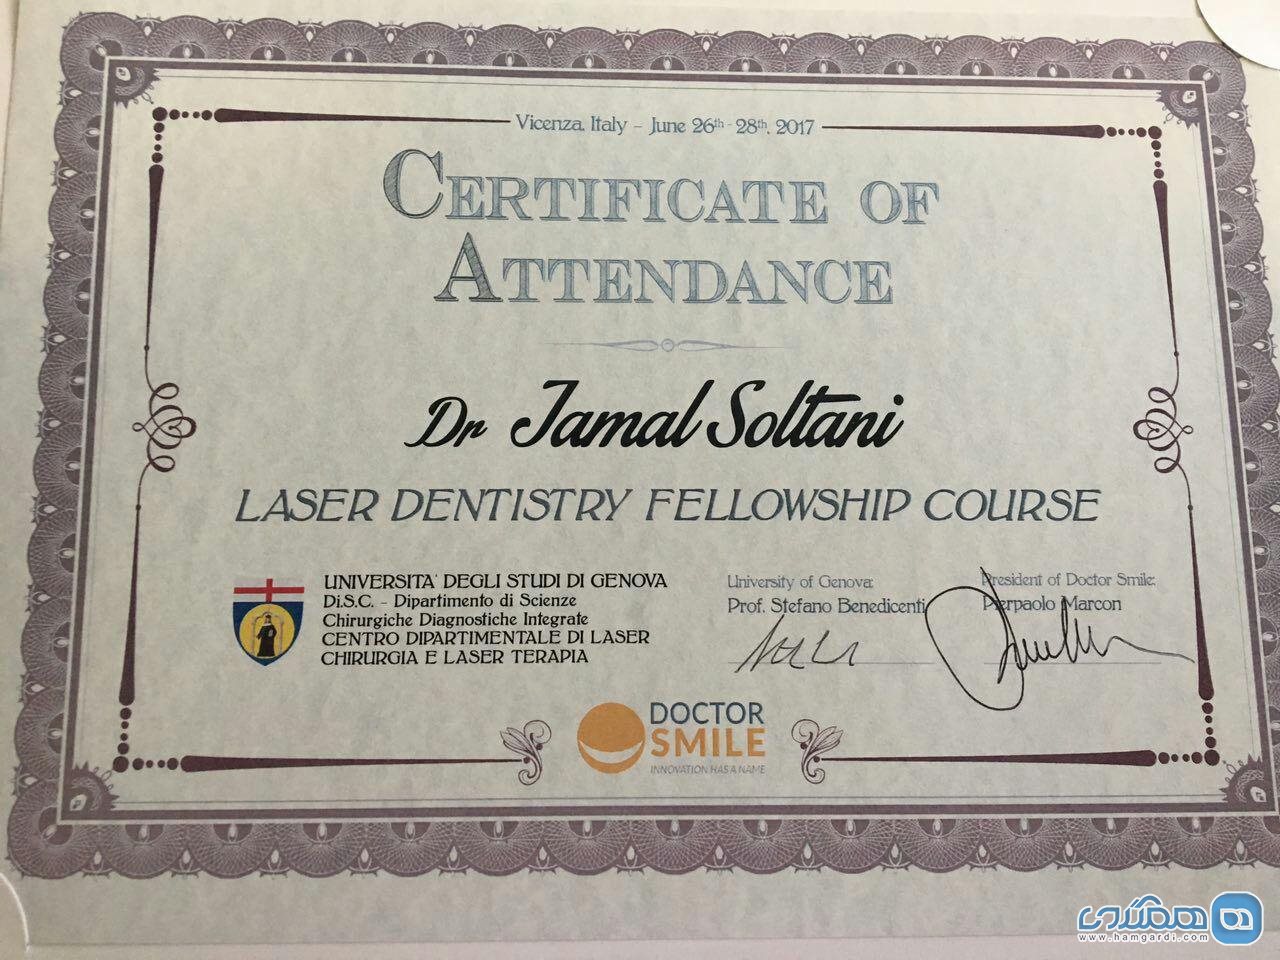 Vicenza, Italy - June 26th - 28th, 2017
CERTIFICATE OF
ATTENDANCE
Dr Jamal Soltani
LASER DENTISTRY FELLOWSHIP COURSE
UNIVERSITA' DEGLI STUDI DI GENOVA
Di.S.C. - Dipartimento di Scienze
Chirurgiche Diagnostiche Integrate
CENTRO DIPARTIMENTALE DI LASER
CHIRURGIA E LASER TERAPIA
University of Genova:
Prof. Stefano Benedicenti
President of Doctor Smile:
Pierpaolo Marcon
DOCTOR
SMILE
INNOVATION HAS A NAME
همگردی
www.hamgardi.com